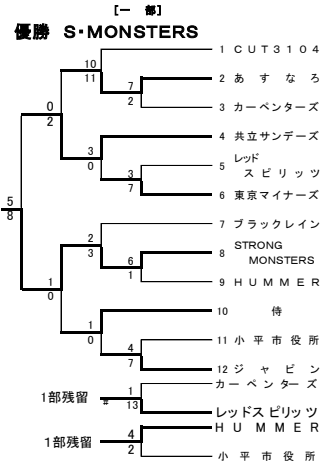 [一 部]
優勝 S・MONSTERS
1 CUT3104
10
11
7
2 あすなろ
2
3 カーペンターズ
0
2
4 共立サンデーズ
3
0
5 レッド
スピリッツ
3
7
6 東京マイナーズ
5
8
7 ブラックレイン
2
3
8 STRONG
MONSTERS
6
1
9 HUMMER
1
0
10 侍
1
0
11 小平市役所
4
7
12 ジャビン
カーペンターズ
1部残留
1
# 13
レッドスピリッツ
HUMMER
1部残留
4
2
小平市役所